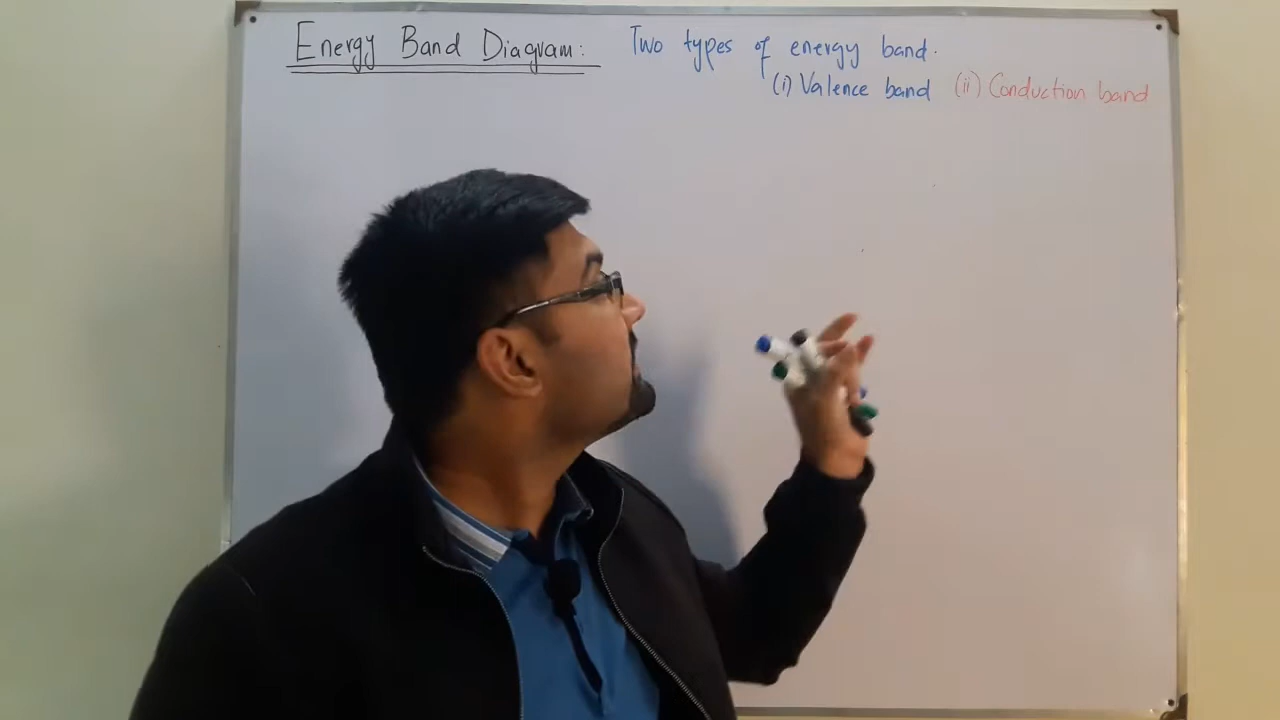 Energy Band Diagram: Two types of energy band.
(i) Valence band (ii) Conduction band